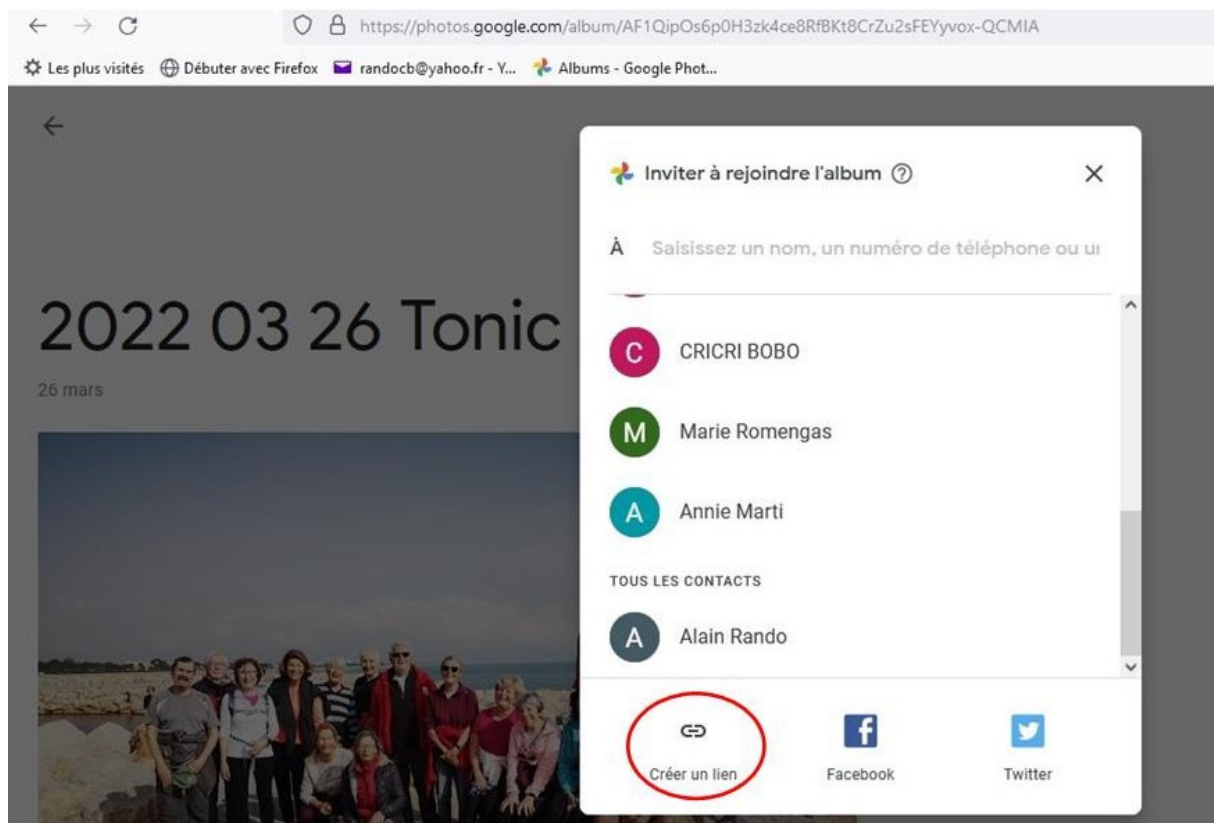 https://photos.google.com/album/AF1QipOs6p0H3zk4ce8RfBKt8CrZu2sFEYyvox-QCMIA
Les plus visités Débuter avec Firefox randocb@yahoo.fr - Y... Albums - Google Phot...
Inviter à rejoindre l'album
À Saisissez un nom, un numéro de téléphone ou
2022 03 26 Tonic
26 mars
C CRICRI BOBO
M Marie Romengas
A Annie Marti
TOUS LES CONTACTS
A Alain Rando
Créer un lien Facebook Twitter